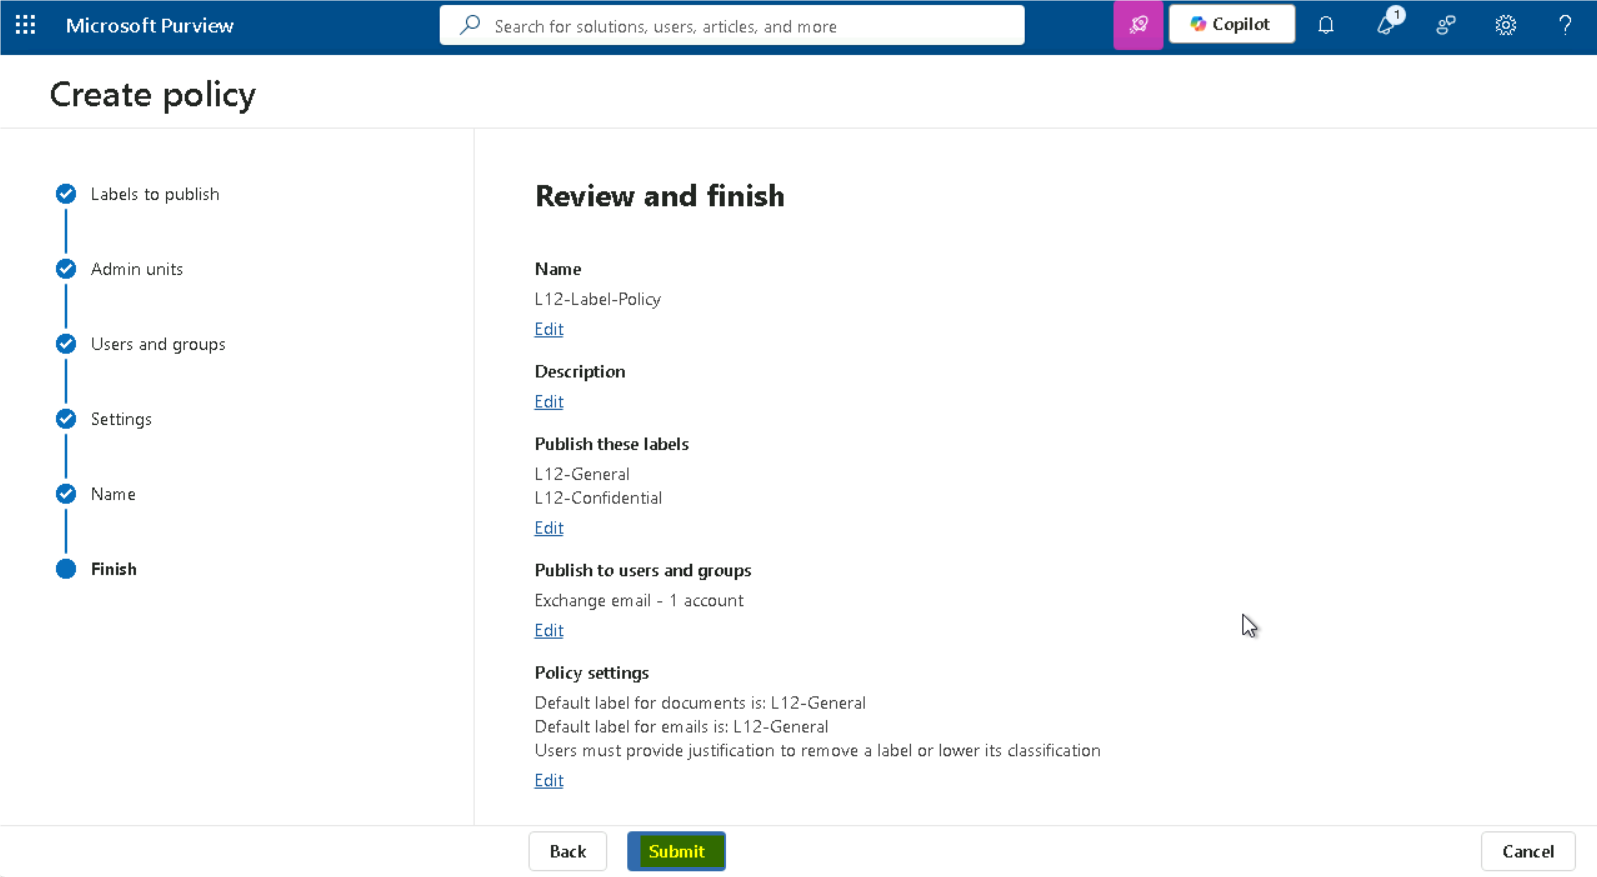 Microsoft Purview
Search for solutions, users, articles, and more
Copilot
1
?
Create policy
Labels to publish
Admin units
Users and groups
Settings
Name
Finish
Review and finish
Name
L12-Label-Policy
Edit
Description
Edit
Publish these labels
L12-General
L12-Confidential
Edit
Publish to users and groups
Exchange email - 1 account
Edit
Policy settings
Default label for documents is: L12-General
Default label for emails is: L12-General
Users must provide justification to remove a label or lower its classification
Edit
Back
Submit
Cancel